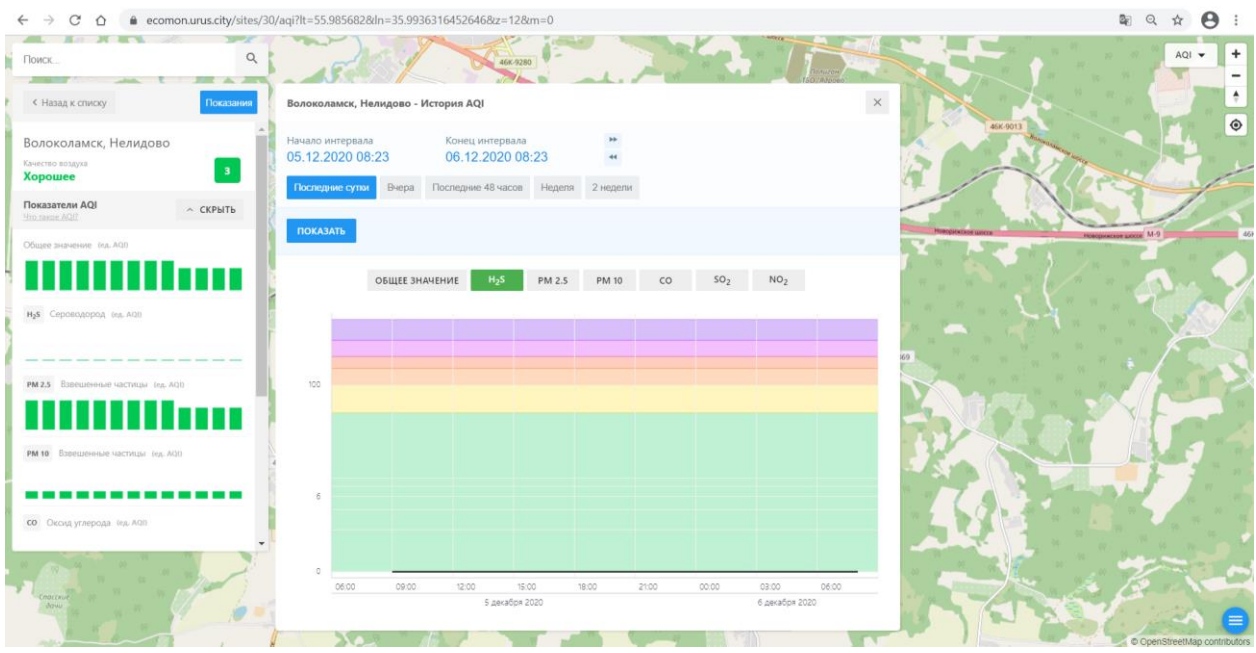 ecomon.urus.city/sites/30/aqi?lt=55.985682&ln=35.9936316452646&z=12&m=0
Поиск...
46К-9280
AQI
Назад к списку
Показания
Волоколамск, Нелидово
Качество воздуха
Хорошее
3
Показатели AQI
Что такое AQI?
СКРЫТЬ
Общее значение (ед. AQI)
H₂S Сероводород (ед. AQI)
PM 2.5 Взвешенные частицы (ед. AQI)
PM 10 Взвешенные частицы (ед. AQI)
CO Оксид углерода (ед. AQI)
Волоколамск, Нелидово - История AQI
Начало интервала
Конец интервала
05.12.2020 08:23
06.12.2020 08:23
Последние сутки
Вчера
Последние 48 часов
Неделя
2 недели
ПОКАЗАТЬ
ОБЩЕЕ ЗНАЧЕНИЕ
H₂S
PM 2.5
PM 10
CO
SO₂
NO₂
100
6
0
06:00 09:00 12:00 15:00 18:00 21:00 00:00 03:00 06:00
5 декабря 2020
6 декабря 2020
46К-9013
Волоколамское шоссе
Новорижское шоссе
Новорижское шоссе
М-9
Спасские
© OpenStreetMap contributors